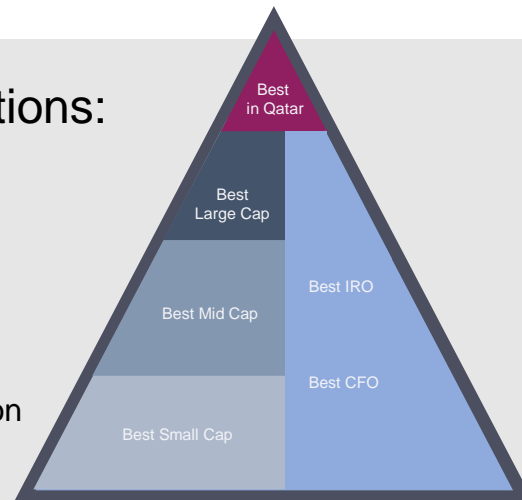 tions:
Best
in Qatar
Best
Large Cap
Best IRO
Best Mid Cap
Best CFO
on
Best Small Cap